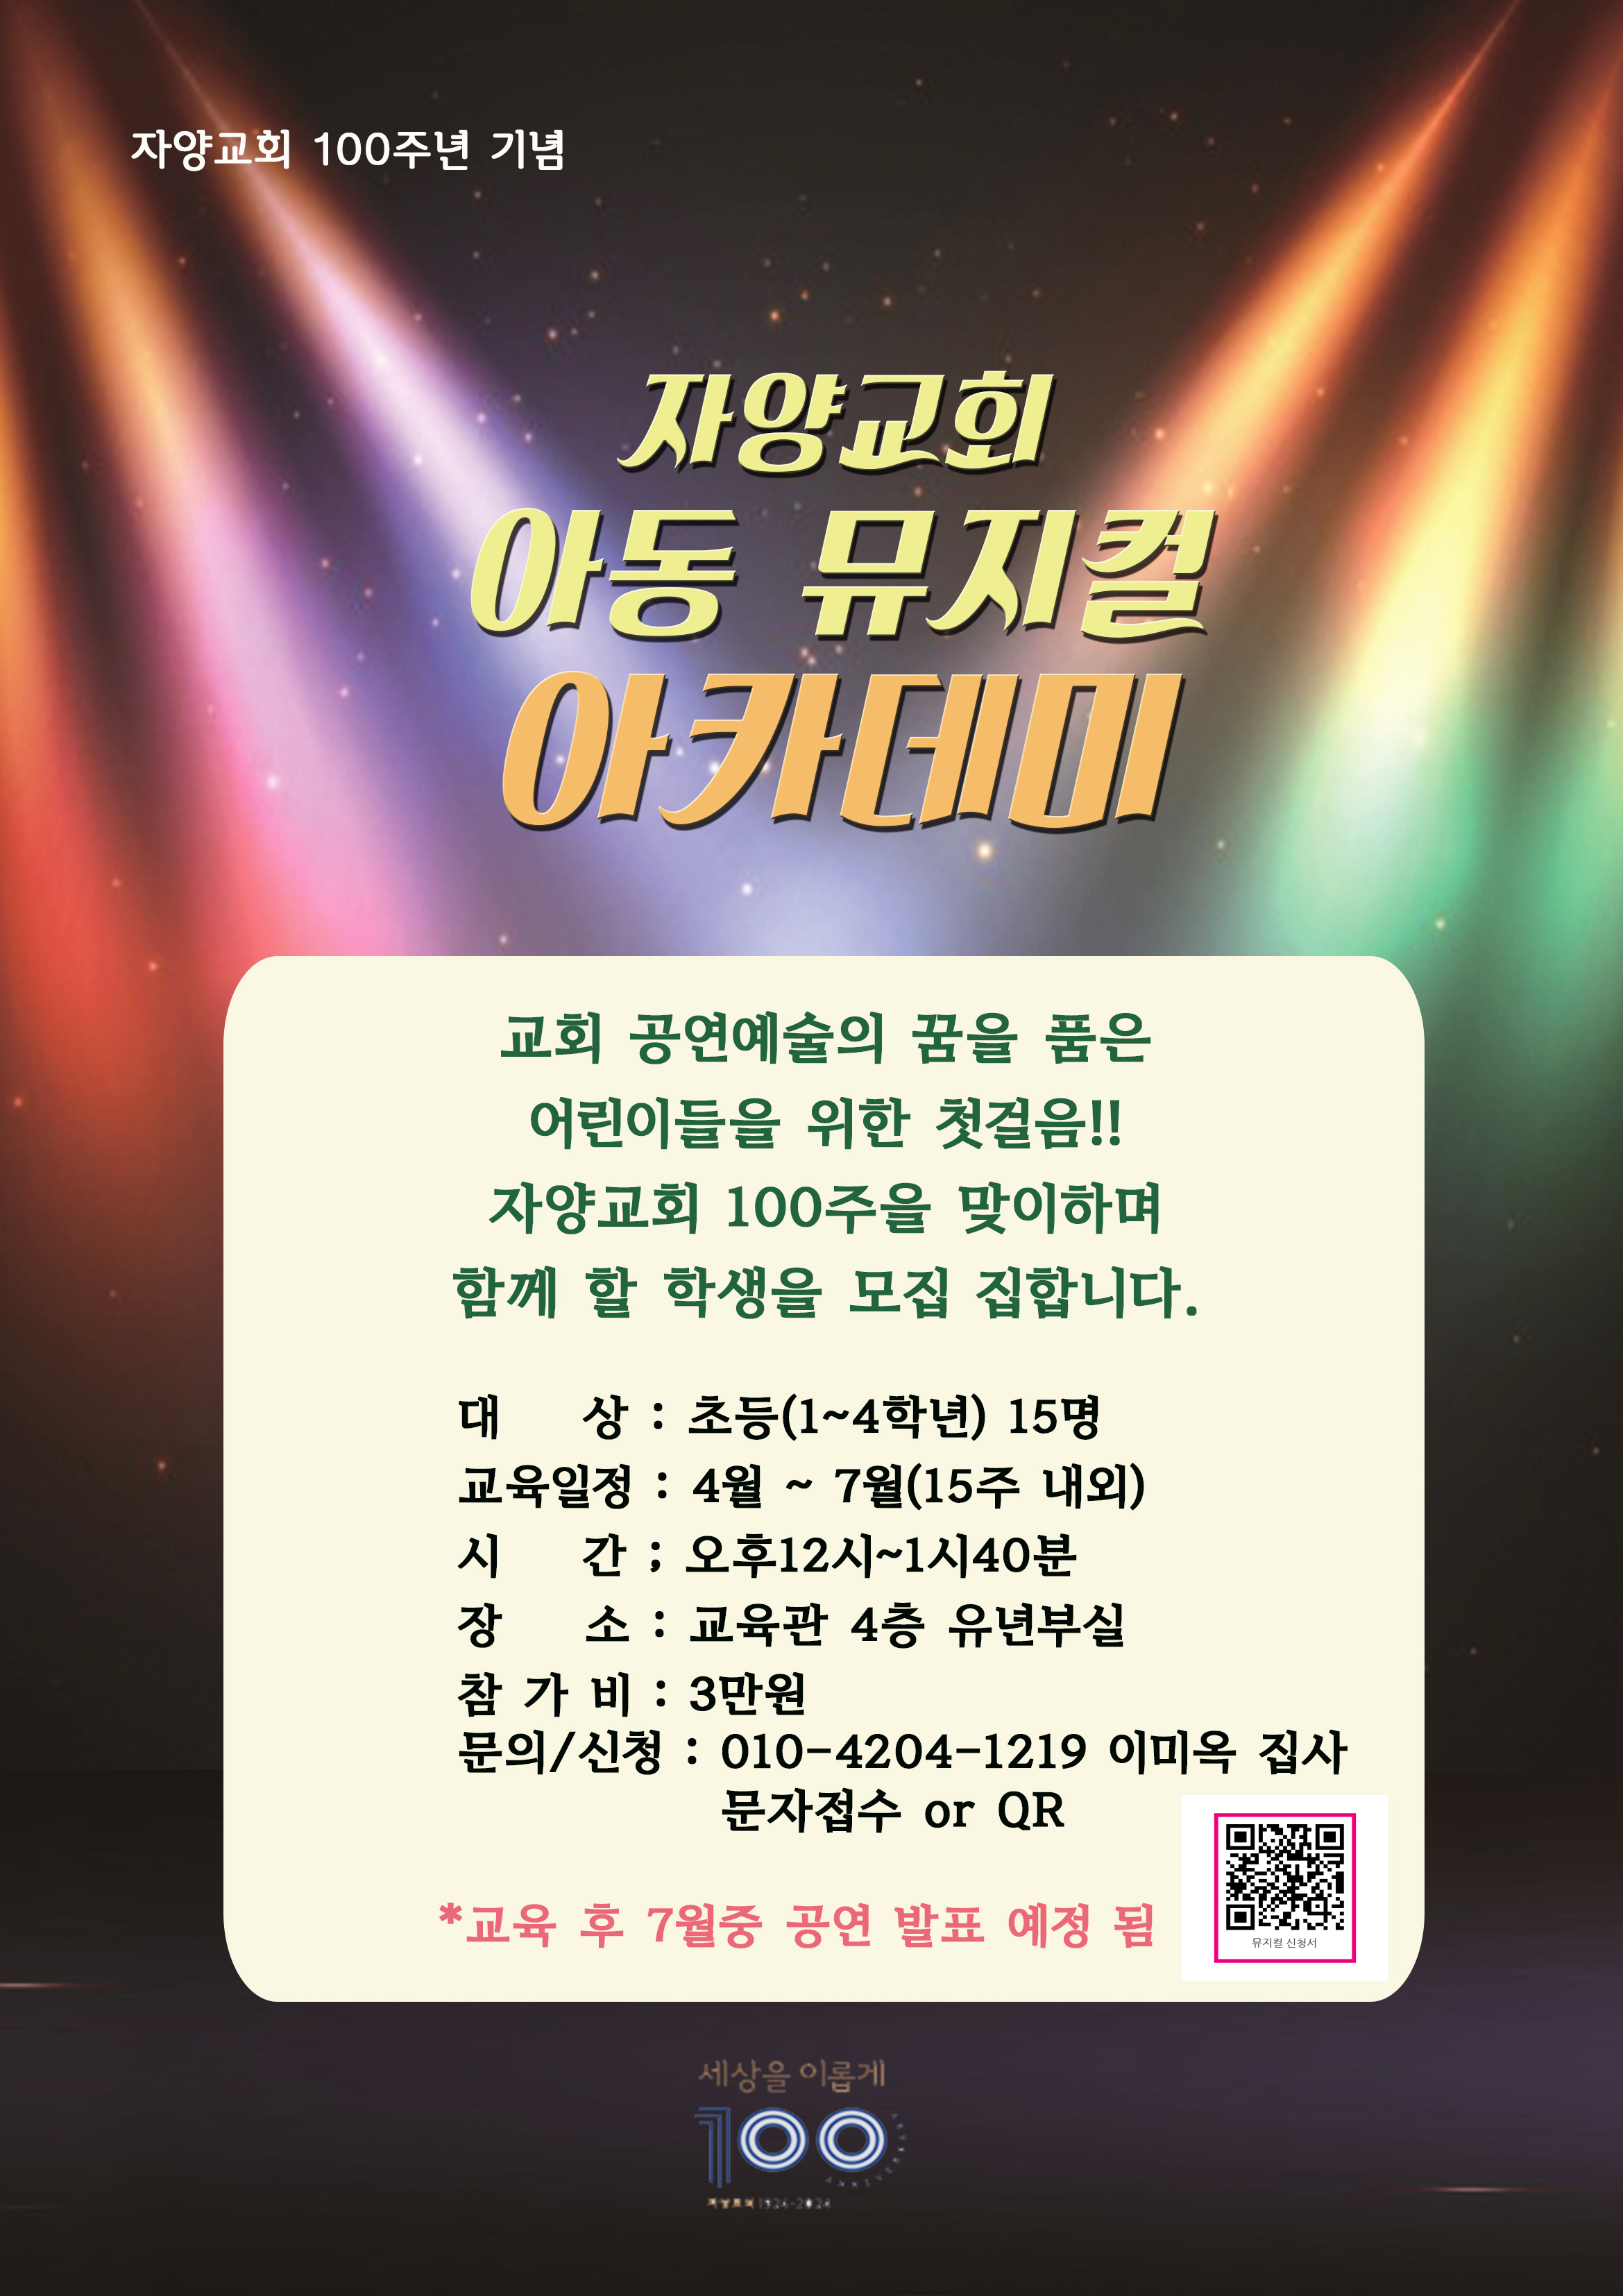 자양교회 100주년 기념
자양교회
아동 뮤지컬
아카데미
교회 공연예술의 꿈을 품은
어린이들을 위한 첫걸음!!
자양교회 100주을 맞이하며
함께 할 학생을 모집 집합니다.
대 상 : 초등(1~4학년) 15명
교육일정 : 4월 ~ 7월(15주 내외)
시 간 ; 오후12시~1시40분
장 소 : 교육관 4층 유년부실
참 가 비 : 3만원
문의/신청 : 010-4204-1219 이미옥 집사
문자접수 or QR
뮤지컬 신청서
*교육 후 7월중 공연 발표 예정 됨
세상을 이롭게
100